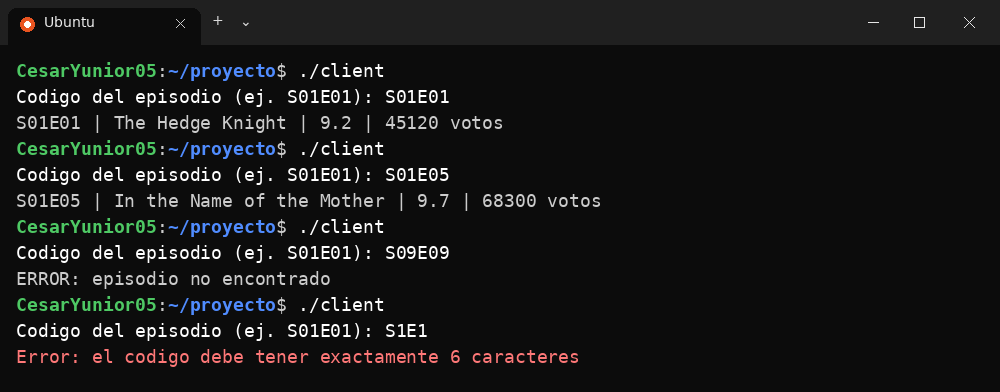 Ubuntu
CesarYunior05:~/proyecto$ ./client
Codigo del episodio (ej. S01E01): S01E01
S01E01 | The Hedge Knight | 9.2 | 45120 votos
CesarYunior05:~/proyecto$ ./client
Codigo del episodio (ej. S01E01): S01E05
S01E05 | In the Name of the Mother | 9.7 | 68300 votos
CesarYunior05:~/proyecto$ ./client
Codigo del episodio (ej. S01E01): S09E09
ERROR: episodio no encontrado
CesarYunior05:~/proyecto$ ./client
Codigo del episodio (ej. S01E01): S1E1
Error: el codigo debe tener exactamente 6 caracteres